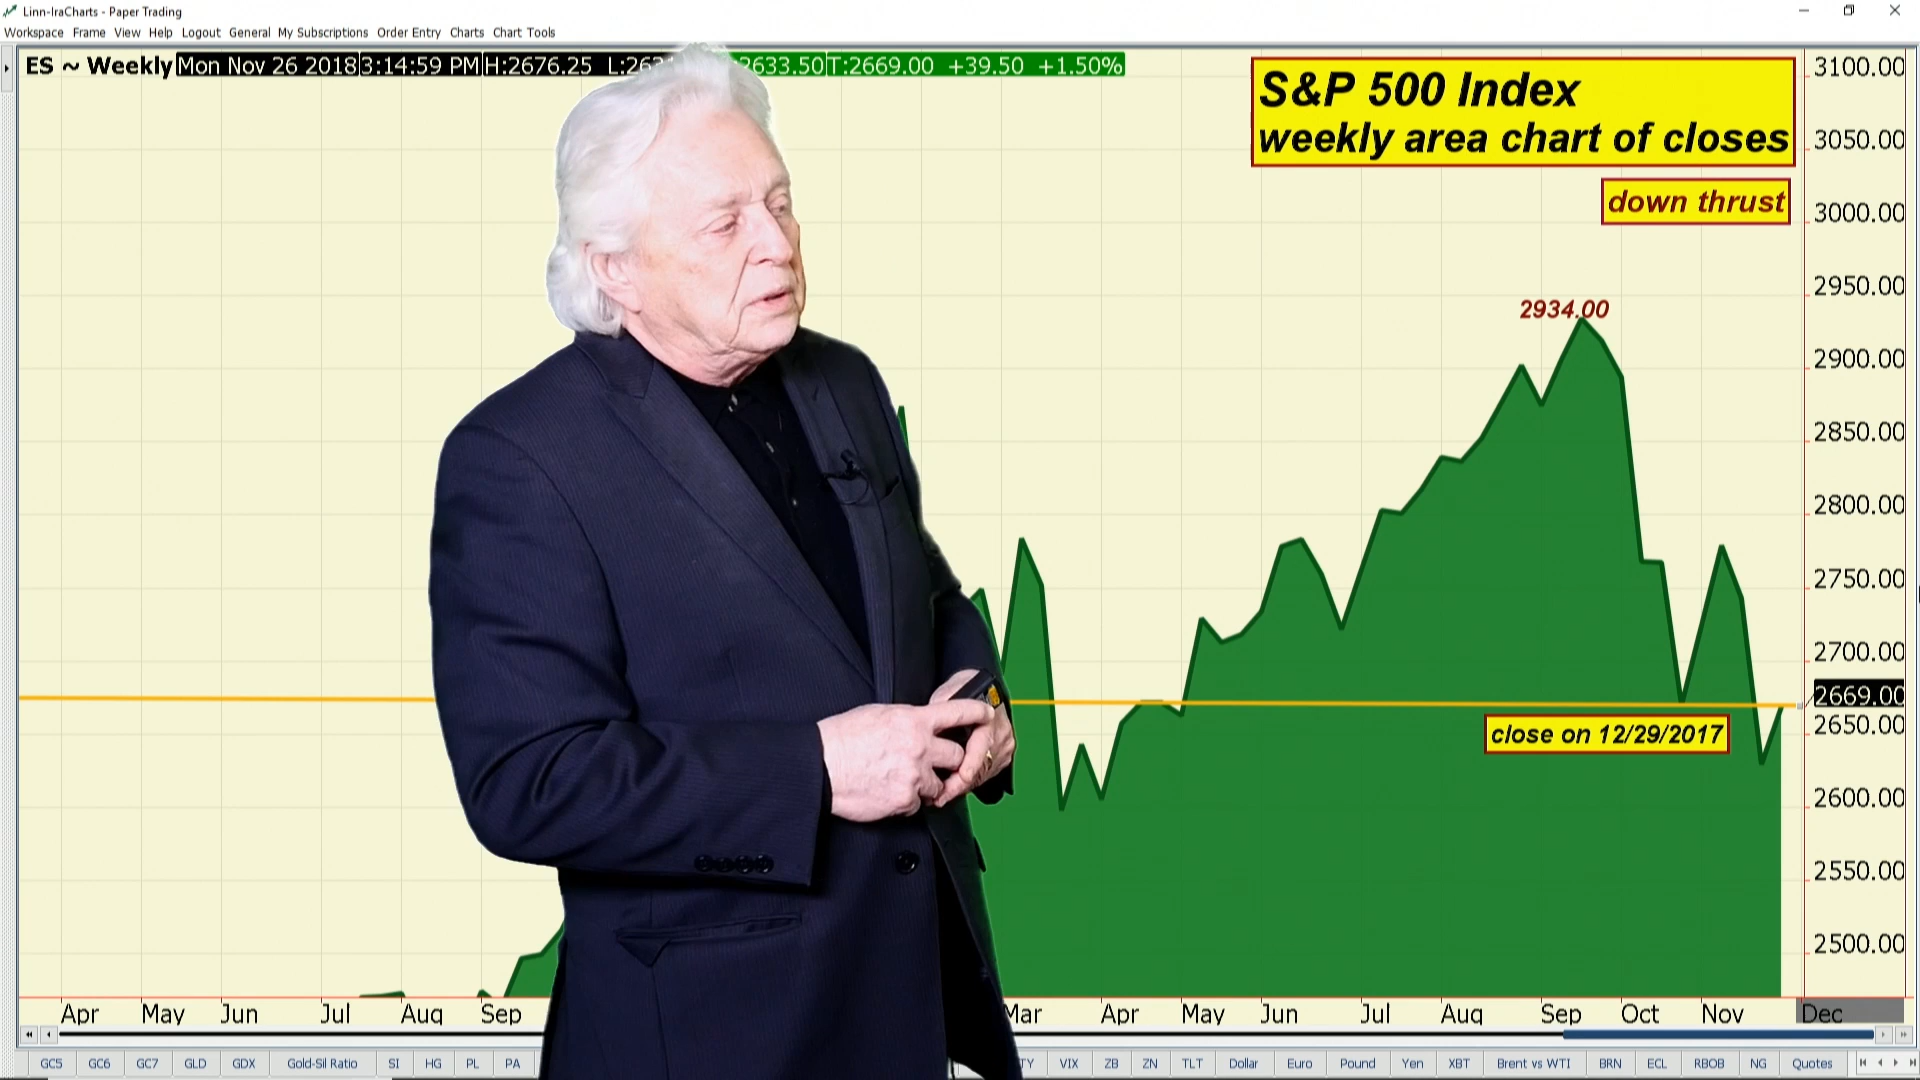 Linn-IraCharts - Paper Trading
Workspace Frame View Help Logout General My Subscriptions Order Entry Charts Chart Tools
ES ~ Weekly Mon Nov 26 2018 3:14:59 PM H:2676.25 2633.50 T:2669.00 +39.50 +1.50%
S&P 500 Index
weekly area chart of closes
down thrust
2934.00
close on 12/29/2017
3100.00
3050.00
3000.00
2950.00
2900.00
2850.00
2800.00
2750.00
2700.00
2669.00
2650.00
2600.00
2550.00
2500.00
Apr May Jun Jul Aug Sep Mar Apr May Jun Jul Aug Sep Oct Nov Dec
GC5 GC6 GC7 GLD GDX Gold-Sil Ratio SI HG PL PA TY VIX ZB ZN TLT Dollar Euro Pound Yen XBT Brent vs WTI BRN ECL RBOB NG Quotes